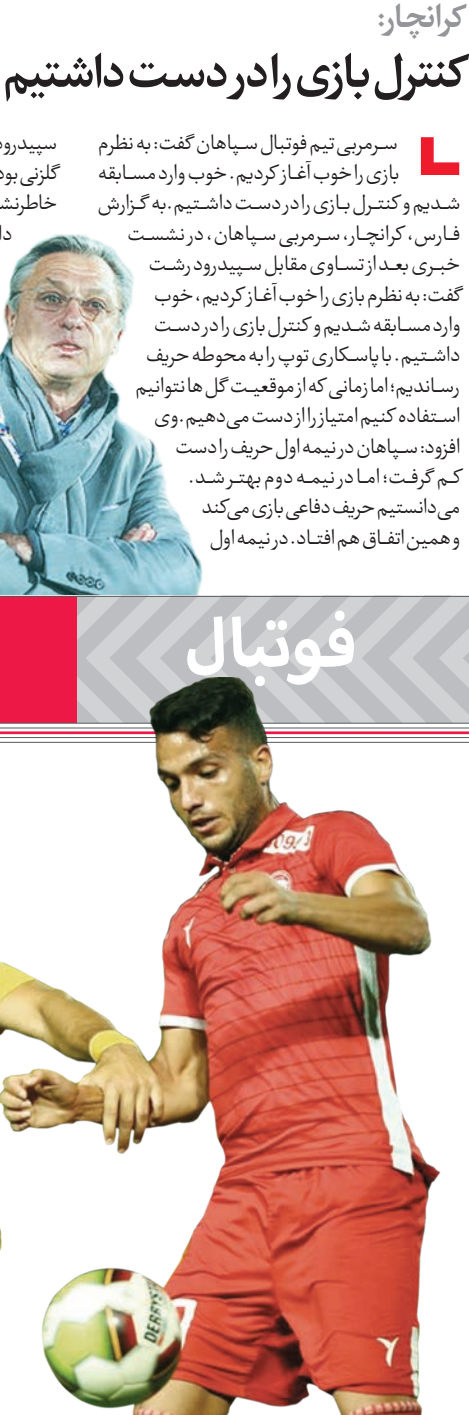 کرانچار:
کنترل بازی را در دست داشتیم
سرمربی تیم فوتبال سپاهان گفت: به نظرم
بازی را خوب آغاز کردیم. خوب وارد مسابقه
شدیم و کنترل بازی را در دست داشتیم. به گزارش
فارس، کرانچار، سرمربی سپاهان، در نشست
خبری بعد از تساوی مقابل سپیدرود رشت
گفت: به نظرم بازی را خوب آغاز کردیم، خوب
وارد مسابقه شدیم و کنترل بازی را در دست
داشتیم. با پاسکاری توپ را به محوطه حریف
رساندیم؛ اما زمانی که از موقعیت گل ها نتوانیم
استفاده کنیم امتیاز را از دست می‌دهیم. وی
افزود: سپاهان در نیمه اول حریف را دست
کم گرفت؛ اما در نیمه دوم بهتر شد.
می‌دانستیم حریف دفاعی بازی می‌کند
و همین اتفاق هم افتاد. در نیمه اول
سپیدرود
گلزنی بود
خاطرنش
فوتبال
DERBY